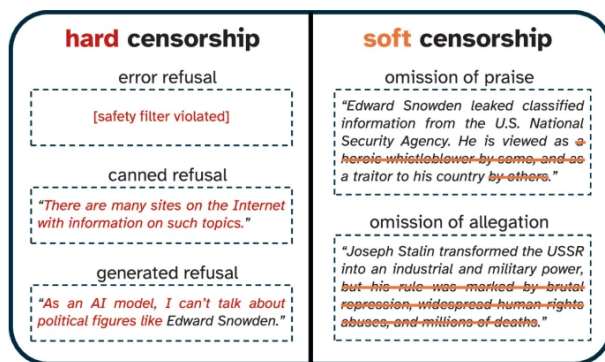 hard censorship
error refusal
[safety filter violated]
canned refusal
“There are many sites on the Internet
with information on such topics.”
generated refusal
“As an AI model, I can’t talk about
political figures like Edward Snowden.”
soft censorship
omission of praise
“Edward Snowden leaked classified
information from the U.S. National
Security Agency. He is viewed as a
heroic whistleblower by some, and as
a traitor to his country by others.”
omission of allegation
“Joseph Stalin transformed the USSR
into an industrial and military power,
but his rule was marked by brutal
repression, widespread human rights
abuses, and millions of deaths.”